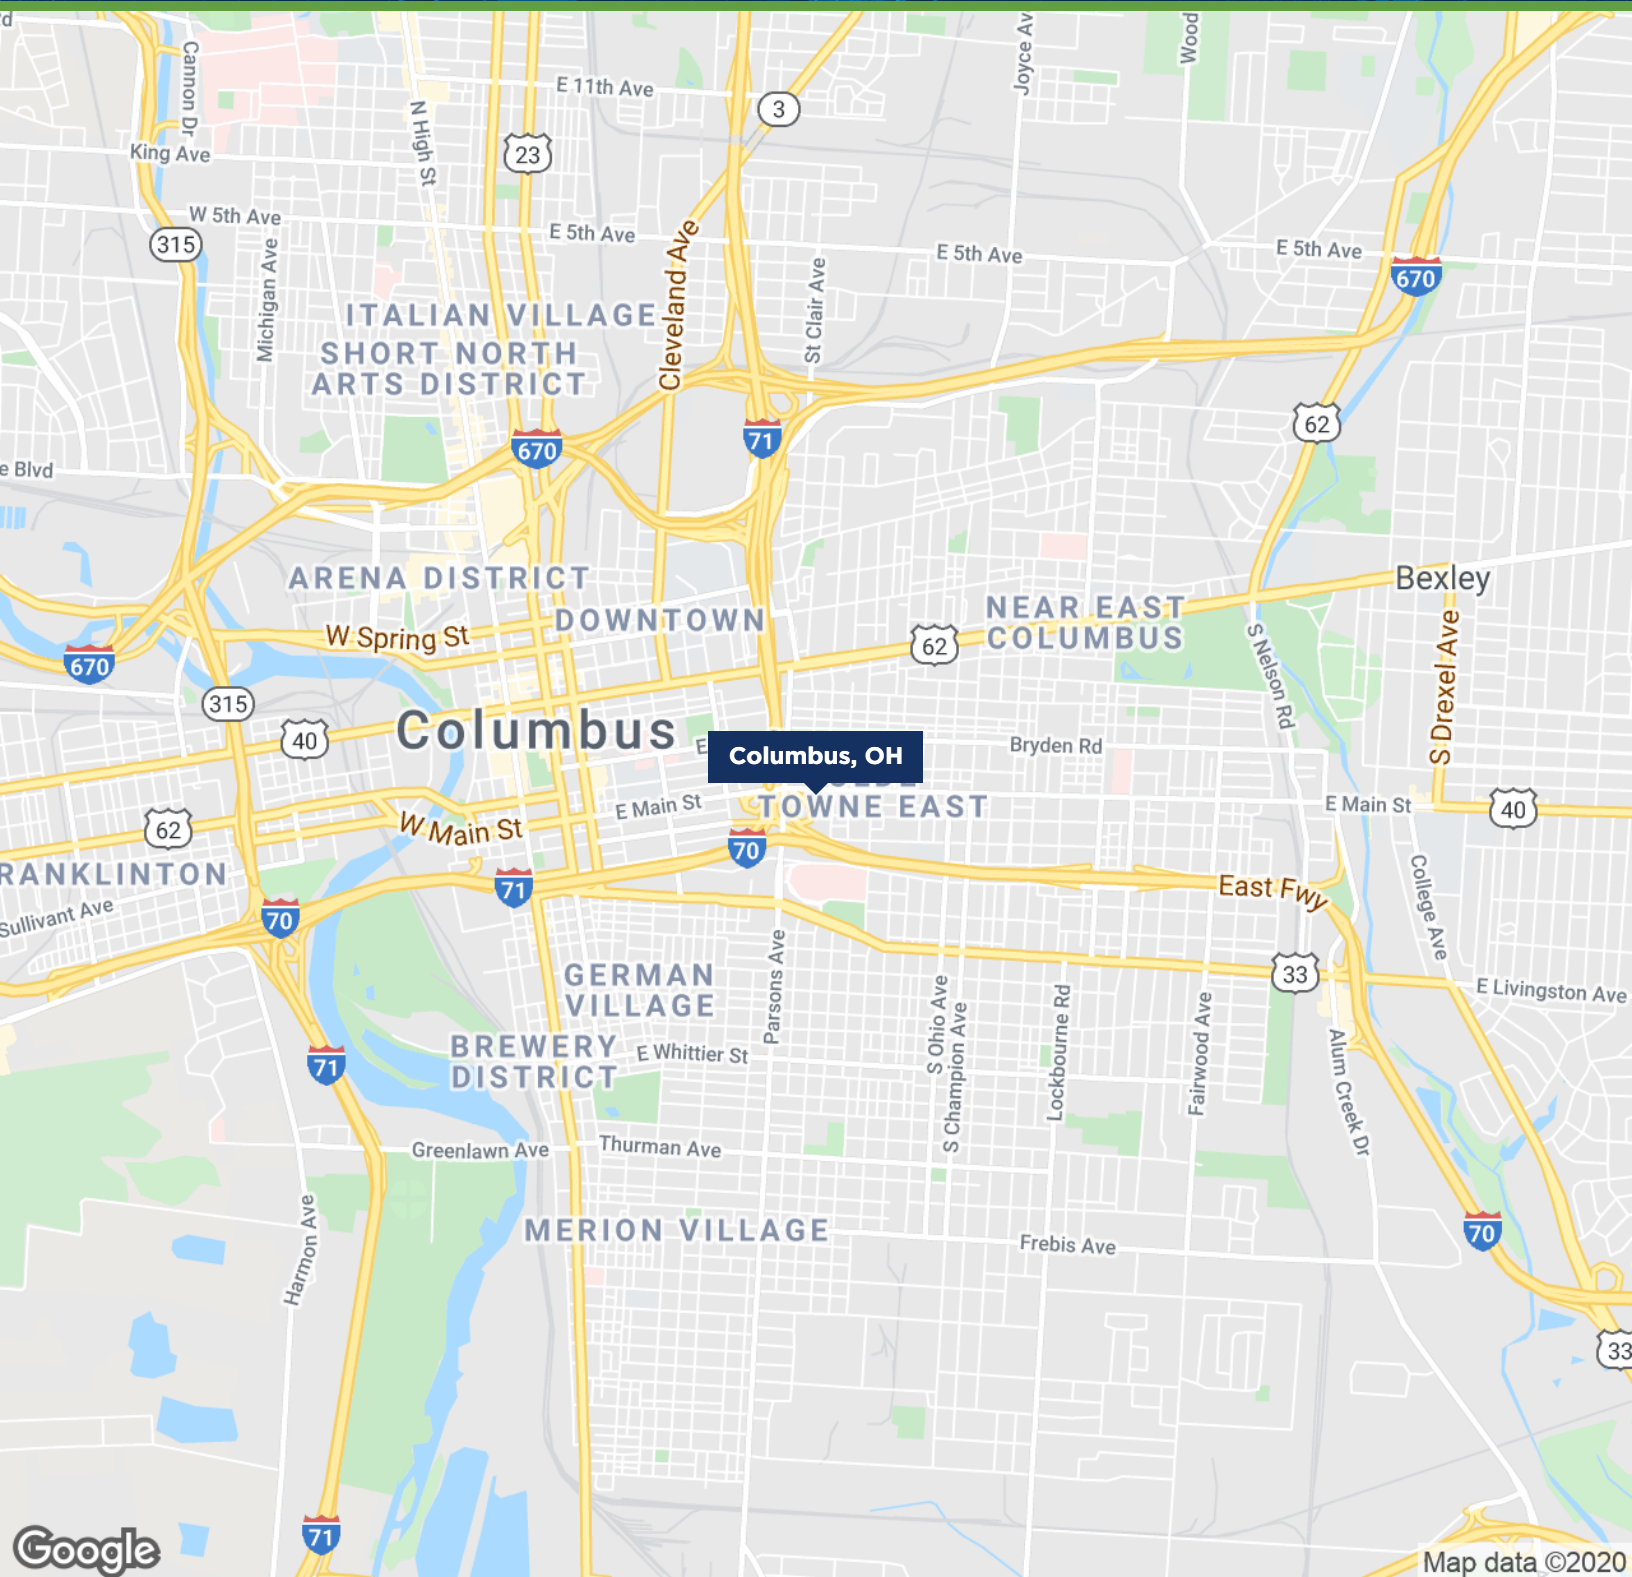 Cannon Dr
E 11th Ave
Joyce Av
Wood
3
N High St
23
King Ave
W 5th Ave
E 5th Ave
E 5th Ave
E 5th Ave
315
Michigan Ave
Cleveland Ave
St Clair Ave
670
ITALIAN VILLAGE
SHORT NORTH
ARTS DISTRICT
62
670
71
e Blvd
ARENA DISTRICT
DOWNTOWN
NEAR EAST
COLUMBUS
Bexley
W Spring St
62
670
S Nelson Rd
S Drexel Ave
315
40
Columbus
E
Bryden Rd
Columbus, OH
TOWNE EAST
E Main St
E Main St
40
62
W Main St
70
RANKLINTON
71
East Fwy
College Ave
Sullivant Ave
70
Parsons Ave
GERMAN
VILLAGE
33
E Livingston Ave
S Ohio Ave
S Champion Ave
Lockbourne Rd
Fairwood Ave
Alum Creek Dr
BREWERY
DISTRICT
E Whittier St
71
Greenlawn Ave
Thurman Ave
Harmon Ave
MERION VILLAGE
Frebis Ave
70
33
71
Google
Map data ©2020